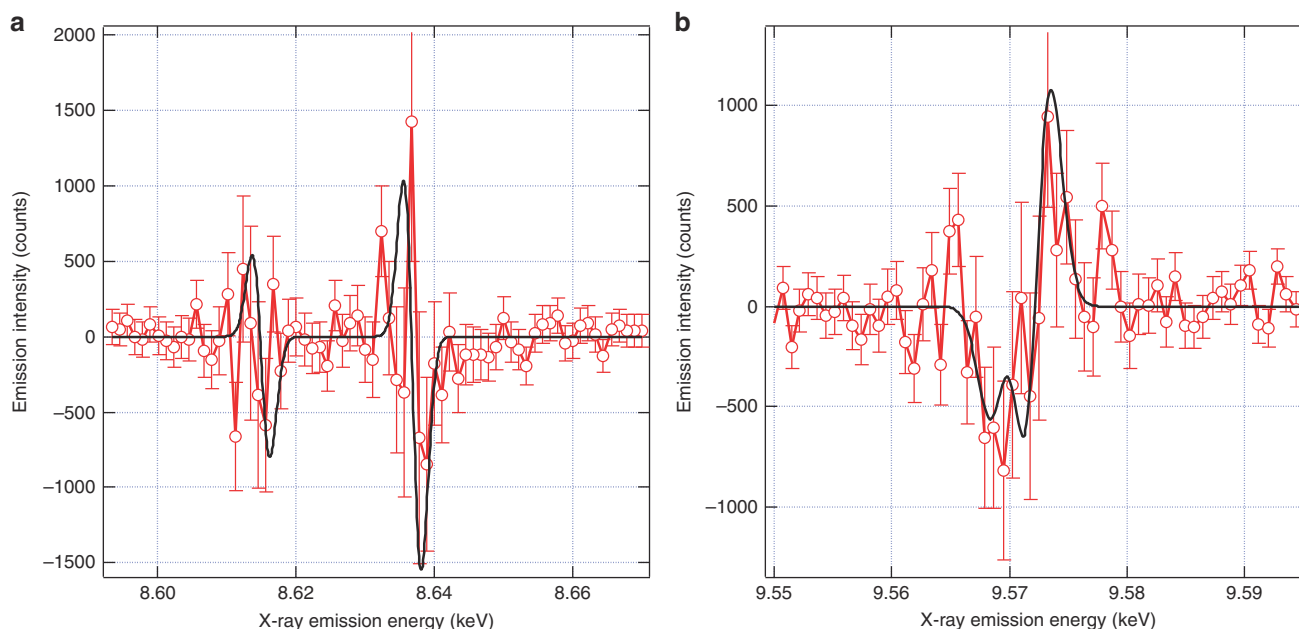 a
2000
1500
1000
500
0
−500
−1000
−1500
Emission intensity (counts)
8.60 8.62 8.64 8.66
X-ray emission energy (keV)
b
1000
500
0
−500
−1000
Emission intensity (counts)
9.55 9.56 9.57 9.58 9.59
X-ray emission energy (keV)